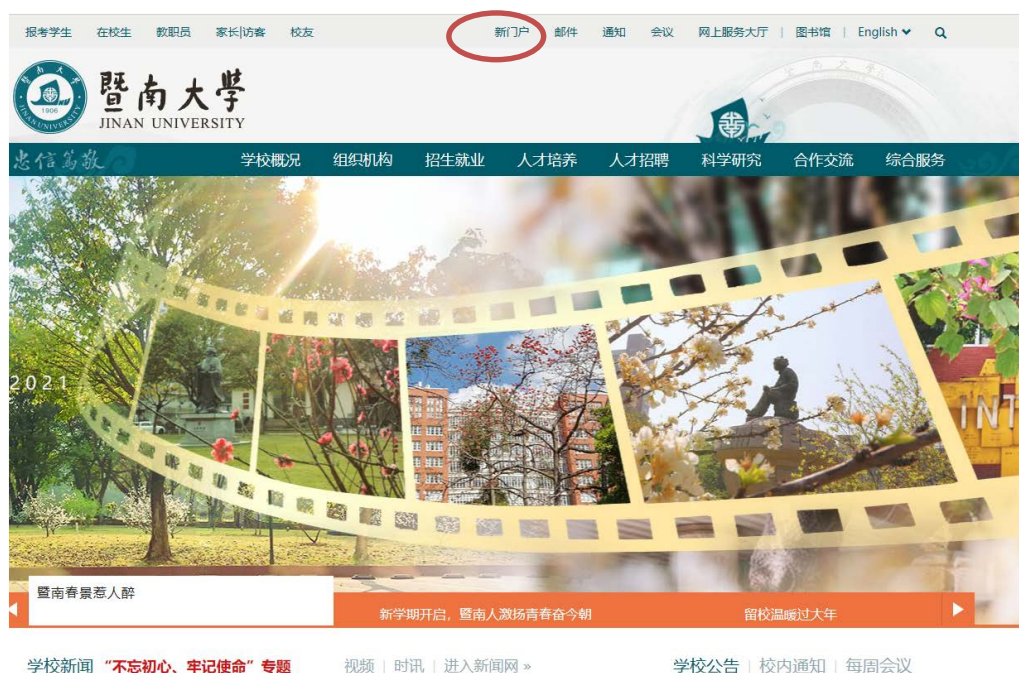 报考学生 在校生 教职员 家长|访客 校友 新门户 邮件 通知 会议 网上服务大厅 | 图书馆 | English
暨南大學
JINAN UNIVERSITY
1906
忠信笃敬 学校概况 组织机构 招生就业 人才培养 人才招聘 科学研究 合作交流 综合服务
2021
INT
暨南春景惹人醉
新学期开启，暨南人激扬青春奋今朝
留校温暖过大年
学校新闻 “不忘初心、牢记使命”专题 视频 | 时讯 | 进入新闻网 » 学校公告 | 校内通知 | 每周会议